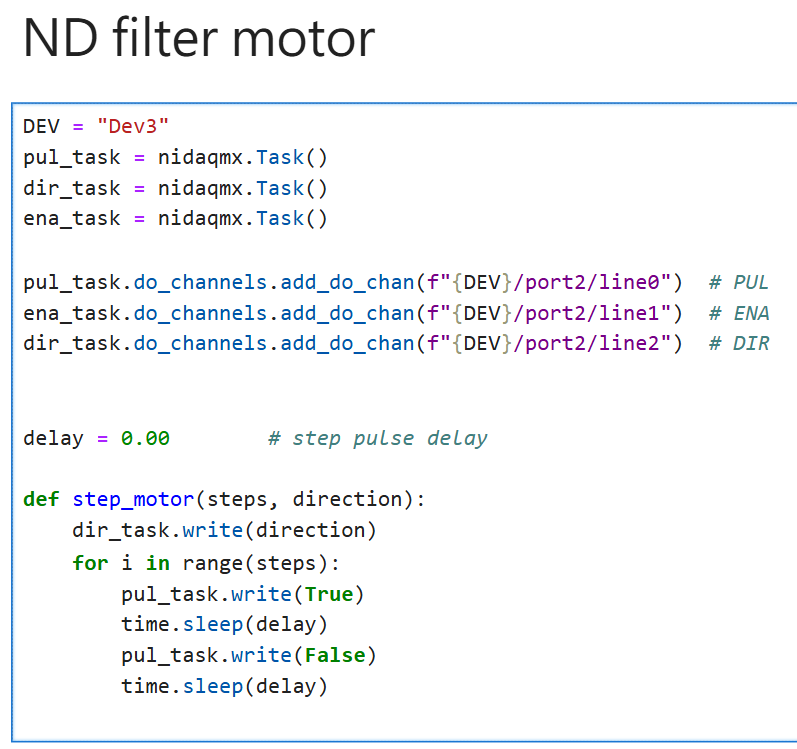 ND filter motor
DEV = "Dev3"
pul_task = nidaqmx.Task()
dir_task = nidaqmx.Task()
ena_task = nidaqmx.Task()
pul_task.do_channels.add_do_chan(f"{DEV}/port2/line0")  # PUL
ena_task.do_channels.add_do_chan(f"{DEV}/port2/line1")  # ENA
dir_task.do_channels.add_do_chan(f"{DEV}/port2/line2")  # DIR
delay = 0.00        # step pulse delay
def step_motor(steps, direction):
    dir_task.write(direction)
    for i in range(steps):
        pul_task.write(True)
        time.sleep(delay)
        pul_task.write(False)
        time.sleep(delay)